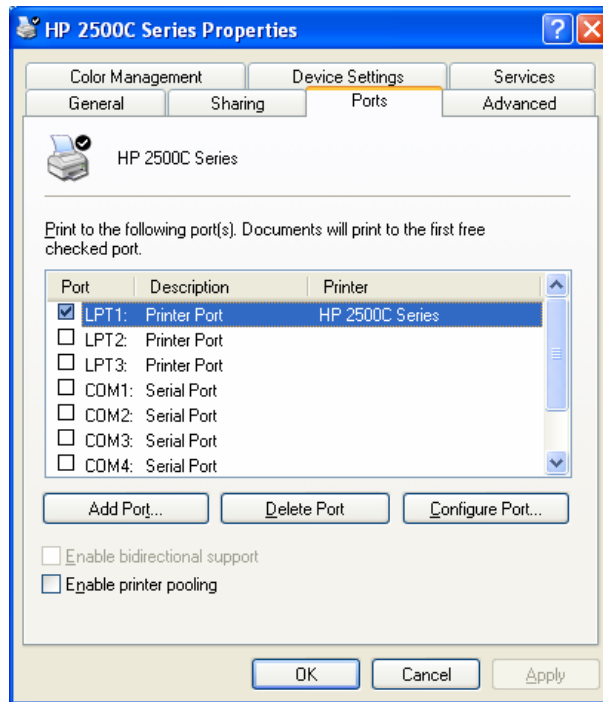 HP 2500C Series Properties
Color Management Device Settings Services
General Sharing Ports Advanced
HP 2500C Series
Print to the following port(s). Documents will print to the first free
checked port.
Port Description Printer
LPT1: Printer Port HP 2500C Series
LPT2: Printer Port
LPT3: Printer Port
COM1: Serial Port
COM2: Serial Port
COM3: Serial Port
COM4: Serial Port
Add Port... Delete Port Configure Port...
Enable bidirectional support
Enable printer pooling
OK Cancel Apply